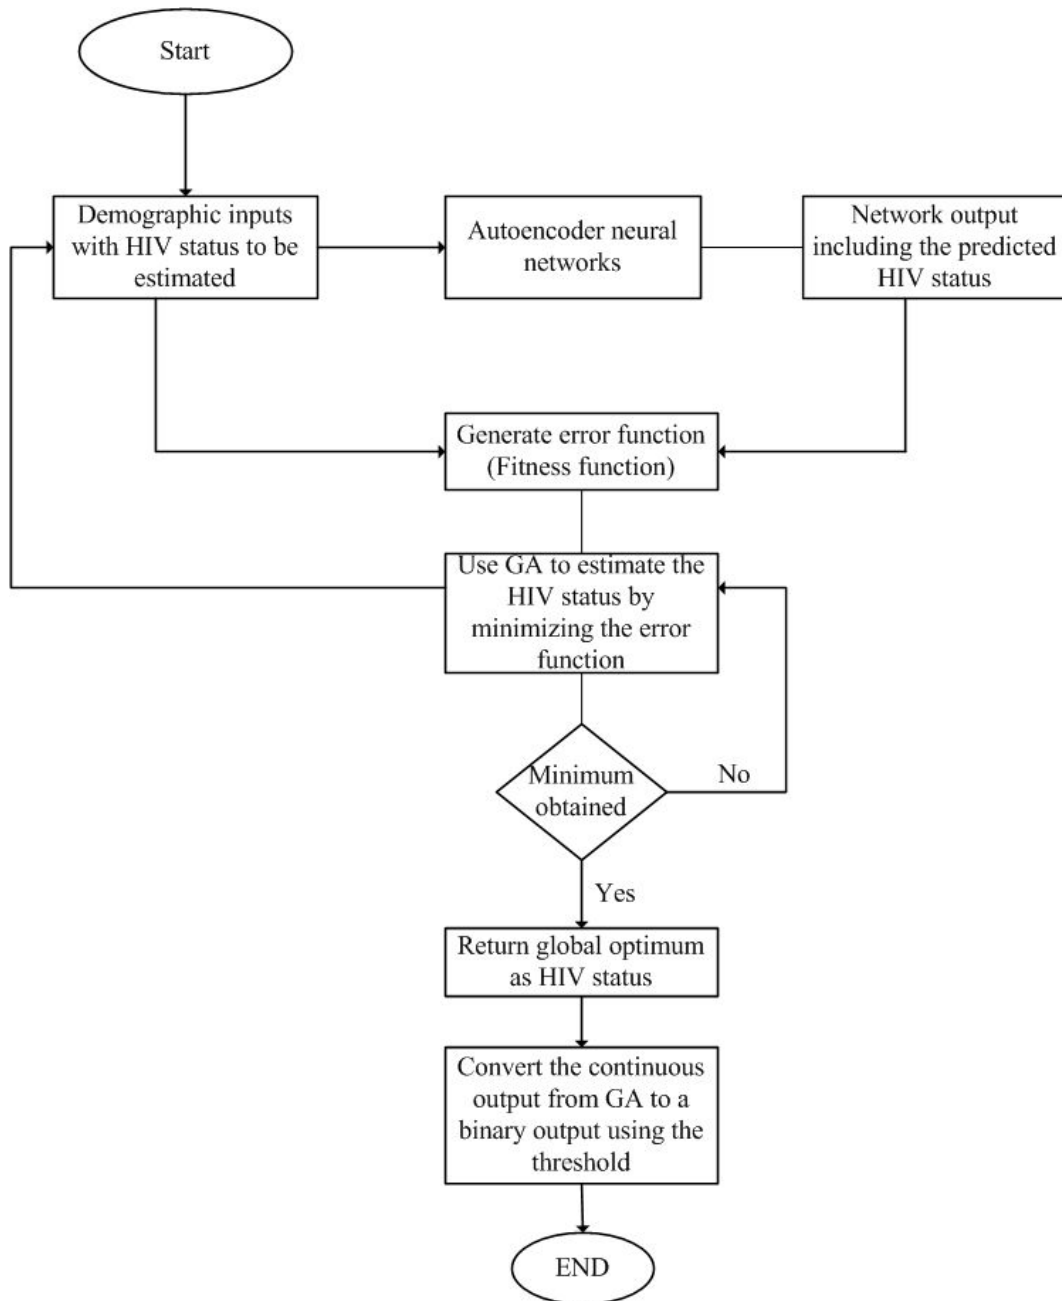 Start
Demographic inputs
with HIV status to be
estimated
Autoencoder neural
networks
Network output
including the predicted
HIV status
Generate error function
(Fitness function)
Use GA to estimate the
HIV status by
minimizing the error
function
Minimum
obtained
No
Yes
Return global optimum
as HIV status
Convert the continuous
output from GA to a
binary output using the
threshold
END